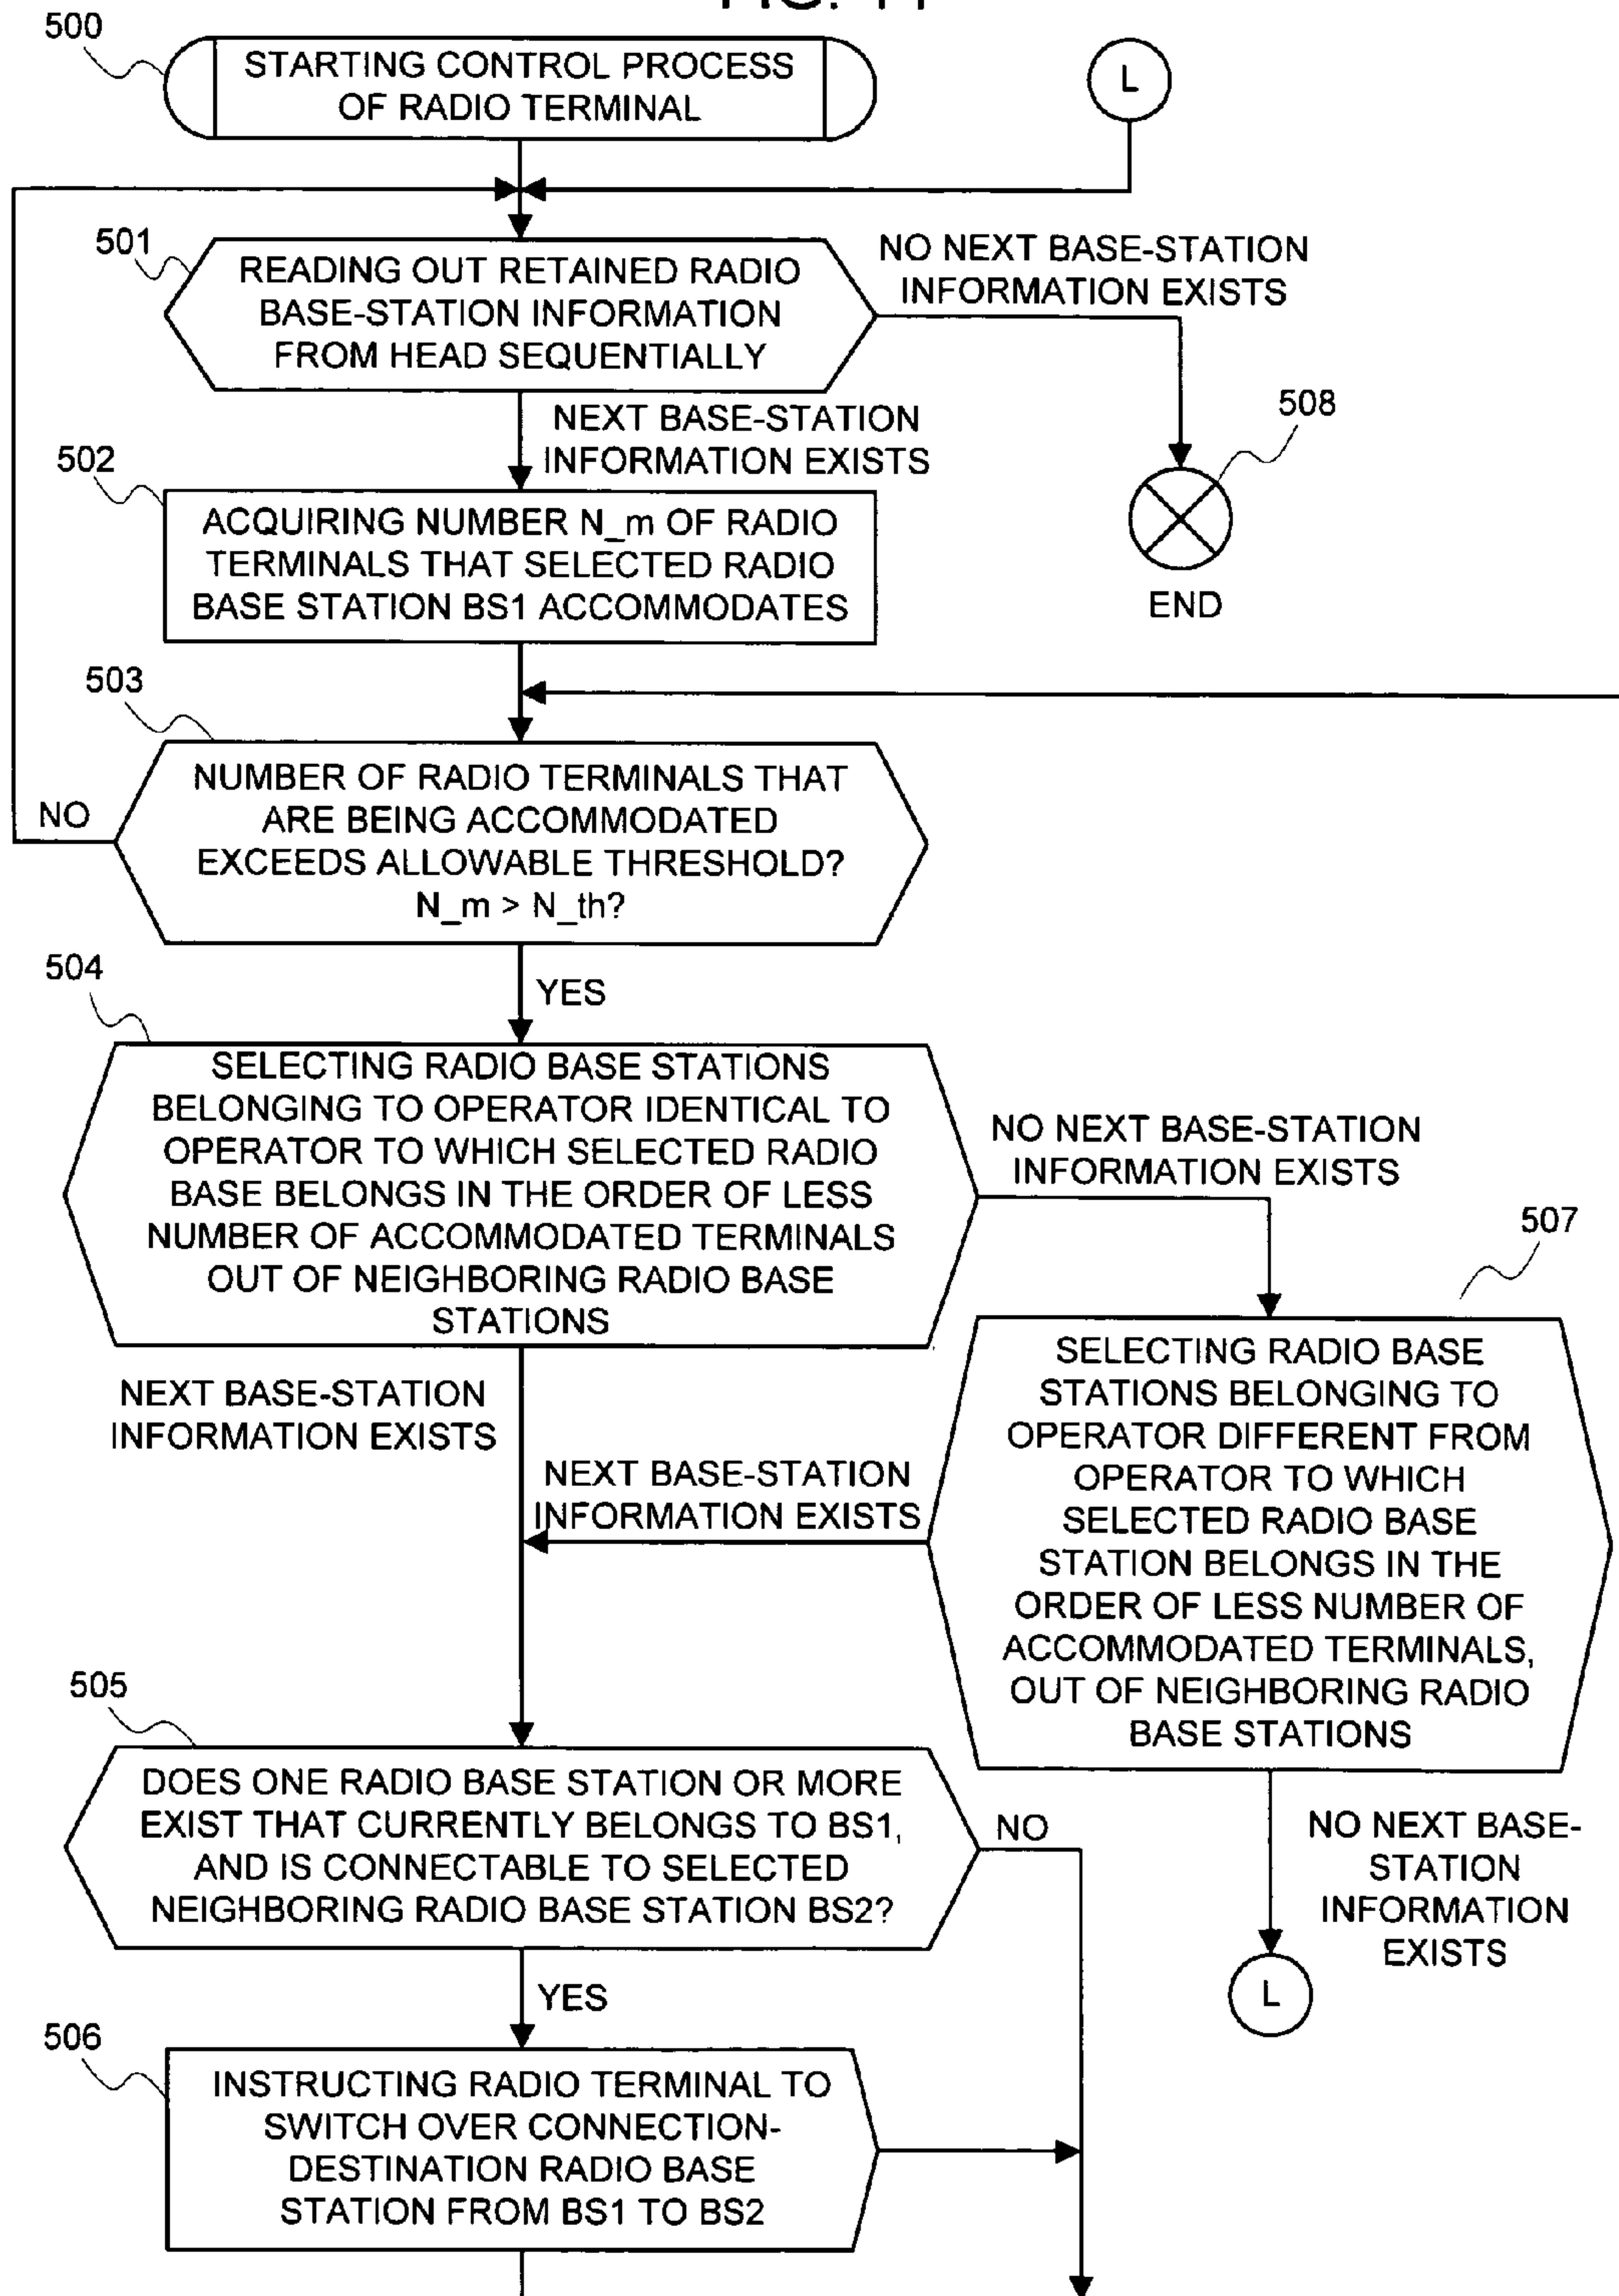 500
STARTING CONTROL PROCESS
OF RADIO TERMINAL
L
501
READING OUT RETAINED RADIO
BASE-STATION INFORMATION
FROM HEAD SEQUENTIALLY
NO NEXT BASE-STATION
INFORMATION EXISTS
NEXT BASE-STATION
INFORMATION EXISTS
508
END
502
ACQUIRING NUMBER N_m OF RADIO
TERMINALS THAT SELECTED RADIO
BASE STATION BS1 ACCOMMODATES
503
NUMBER OF RADIO TERMINALS THAT
ARE BEING ACCOMMODATED
EXCEEDS ALLOWABLE THRESHOLD?
N_m > N_th?
NO
YES
504
SELECTING RADIO BASE STATIONS
BELONGING TO OPERATOR IDENTICAL TO
OPERATOR TO WHICH SELECTED RADIO
BASE BELONGS IN THE ORDER OF LESS
NUMBER OF ACCOMMODATED TERMINALS
OUT OF NEIGHBORING RADIO BASE
STATIONS
NO NEXT BASE-STATION
INFORMATION EXISTS
507
SELECTING RADIO BASE
STATIONS BELONGING TO
OPERATOR DIFFERENT FROM
OPERATOR TO WHICH
SELECTED RADIO BASE
STATION BELONGS IN THE
ORDER OF LESS NUMBER OF
ACCOMMODATED TERMINALS,
OUT OF NEIGHBORING RADIO
BASE STATIONS
NEXT BASE-STATION
INFORMATION EXISTS
NEXT BASE-STATION
INFORMATION EXISTS
505
DOES ONE RADIO BASE STATION OR MORE
EXIST THAT CURRENTLY BELONGS TO BS1,
AND IS CONNECTABLE TO SELECTED
NEIGHBORING RADIO BASE STATION BS2?
NO
NO NEXT BASE-
STATION
INFORMATION
EXISTS
L
YES
506
INSTRUCTING RADIO TERMINAL TO
SWITCH OVER CONNECTION-
DESTINATION RADIO BASE
STATION FROM BS1 TO BS2